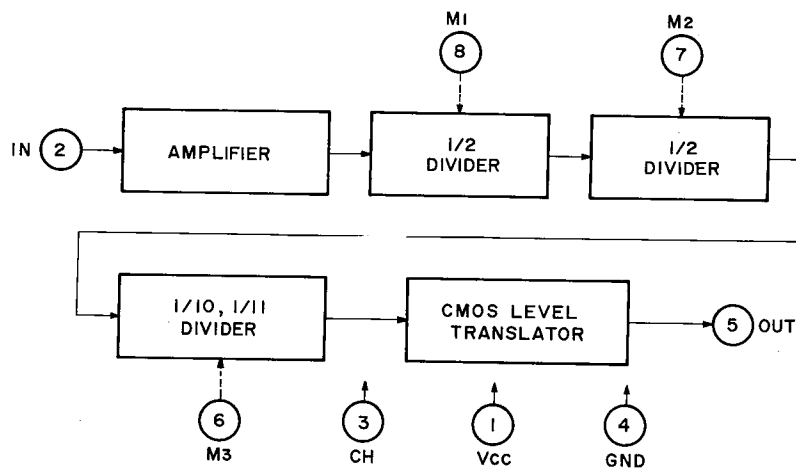 M1
8
M2
7
IN 2
AMPLIFIER
1/2
DIVIDER
1/2
DIVIDER
1/10, 1/11
DIVIDER
CMOS LEVEL
TRANSLATOR
5 OUT
6
M3
3
CH
1
VCC
4
GND